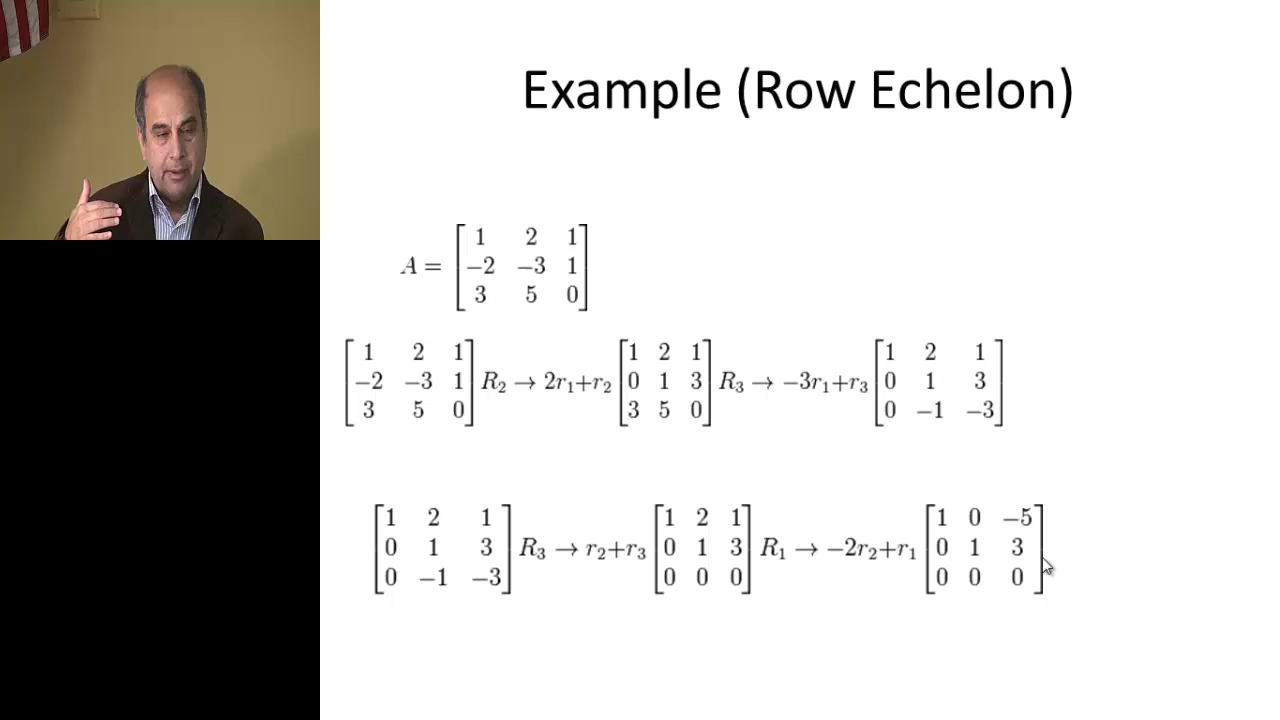 Example (Row Echelon)
A = [1 2 1
−2 −3 1
3 5 0]
[1 2 1
−2 −3 1
3 5 0] R₂ → 2r₁+r₂ [1 2 1
0 1 3
3 5 0] R₃ → −3r₁+r₃ [1 2 1
0 1 3
0 −1 −3]
[1 2 1
0 1 3
0 −1 −3] R₃ → r₂+r₃ [1 2 1
0 1 3
0 0 0] R₁ → −2r₂+r₁ [1 0 −5
0 1 3
0 0 0]